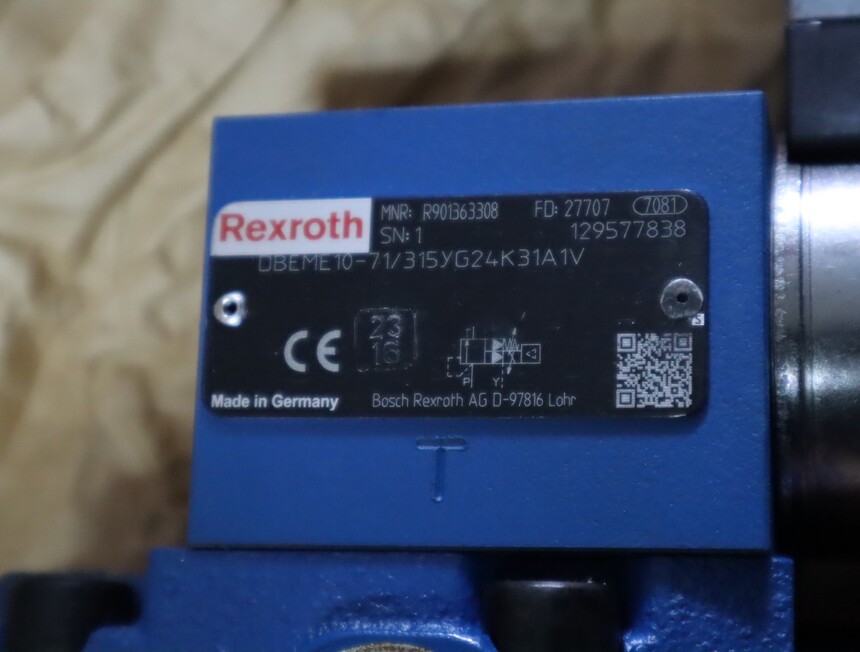 Rexroth
MNR: R901363308 FD: 27707 7081
SN: 1 129577838
DBEME10-71/315YG24K31A1V
CE
23
16
P Y
S
Made in Germany Bosch Rexroth AG D-97816 Lohr
T